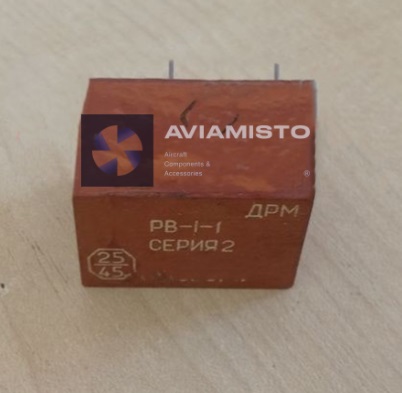 AVIAMISTO
Aircraft
Components &
Accessories
®
ДРМ
РВ-1-1
СЕРИЯ 2
25
45